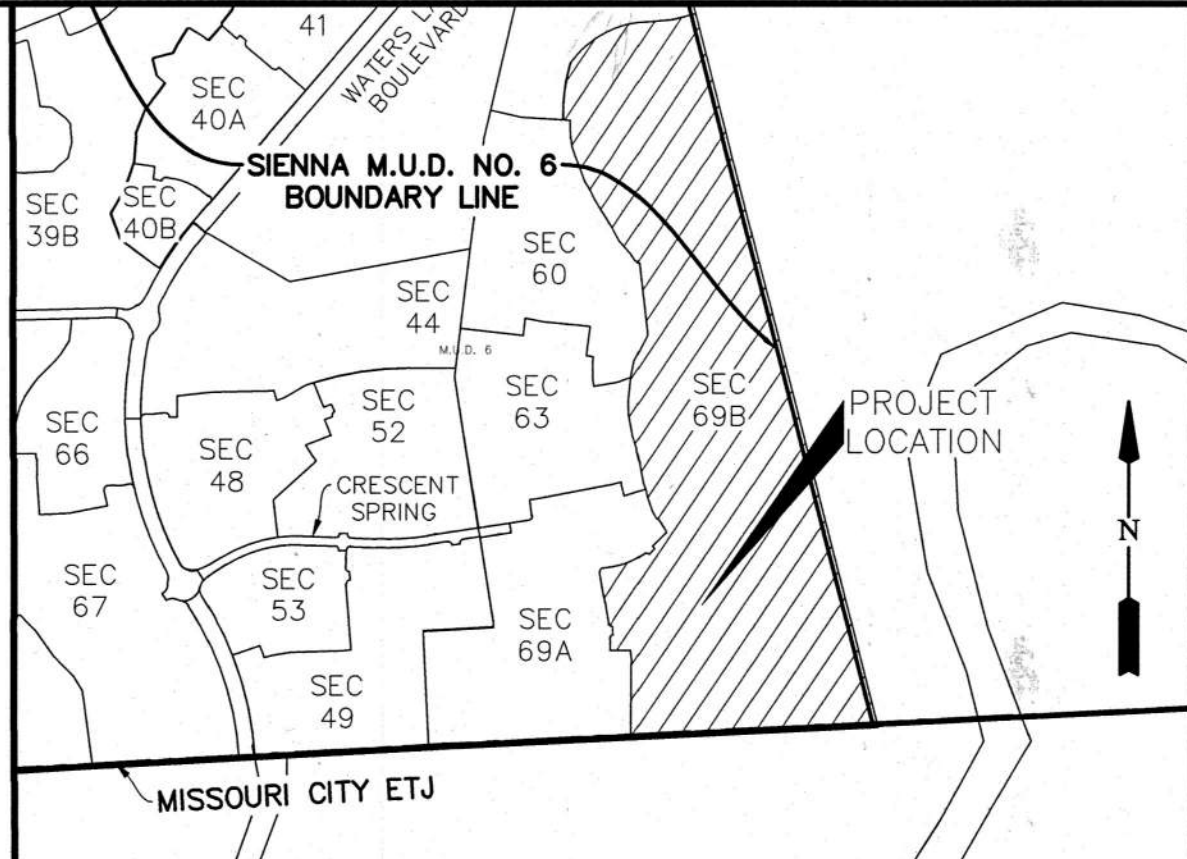 41
WATERS
BOULEVARD
SEC
40A
SIENNA M.U.D. NO. 6
BOUNDARY LINE
SEC
39B
SEC
40B
SEC
60
SEC
44
M.U.D. 6
SEC
69B
PROJECT
LOCATION
SEC
66
SEC
48
SEC
52
SEC
63
CRESCENT
SPRING
N
SEC
67
SEC
53
SEC
69A
SEC
49
MISSOURI CITY ETJ